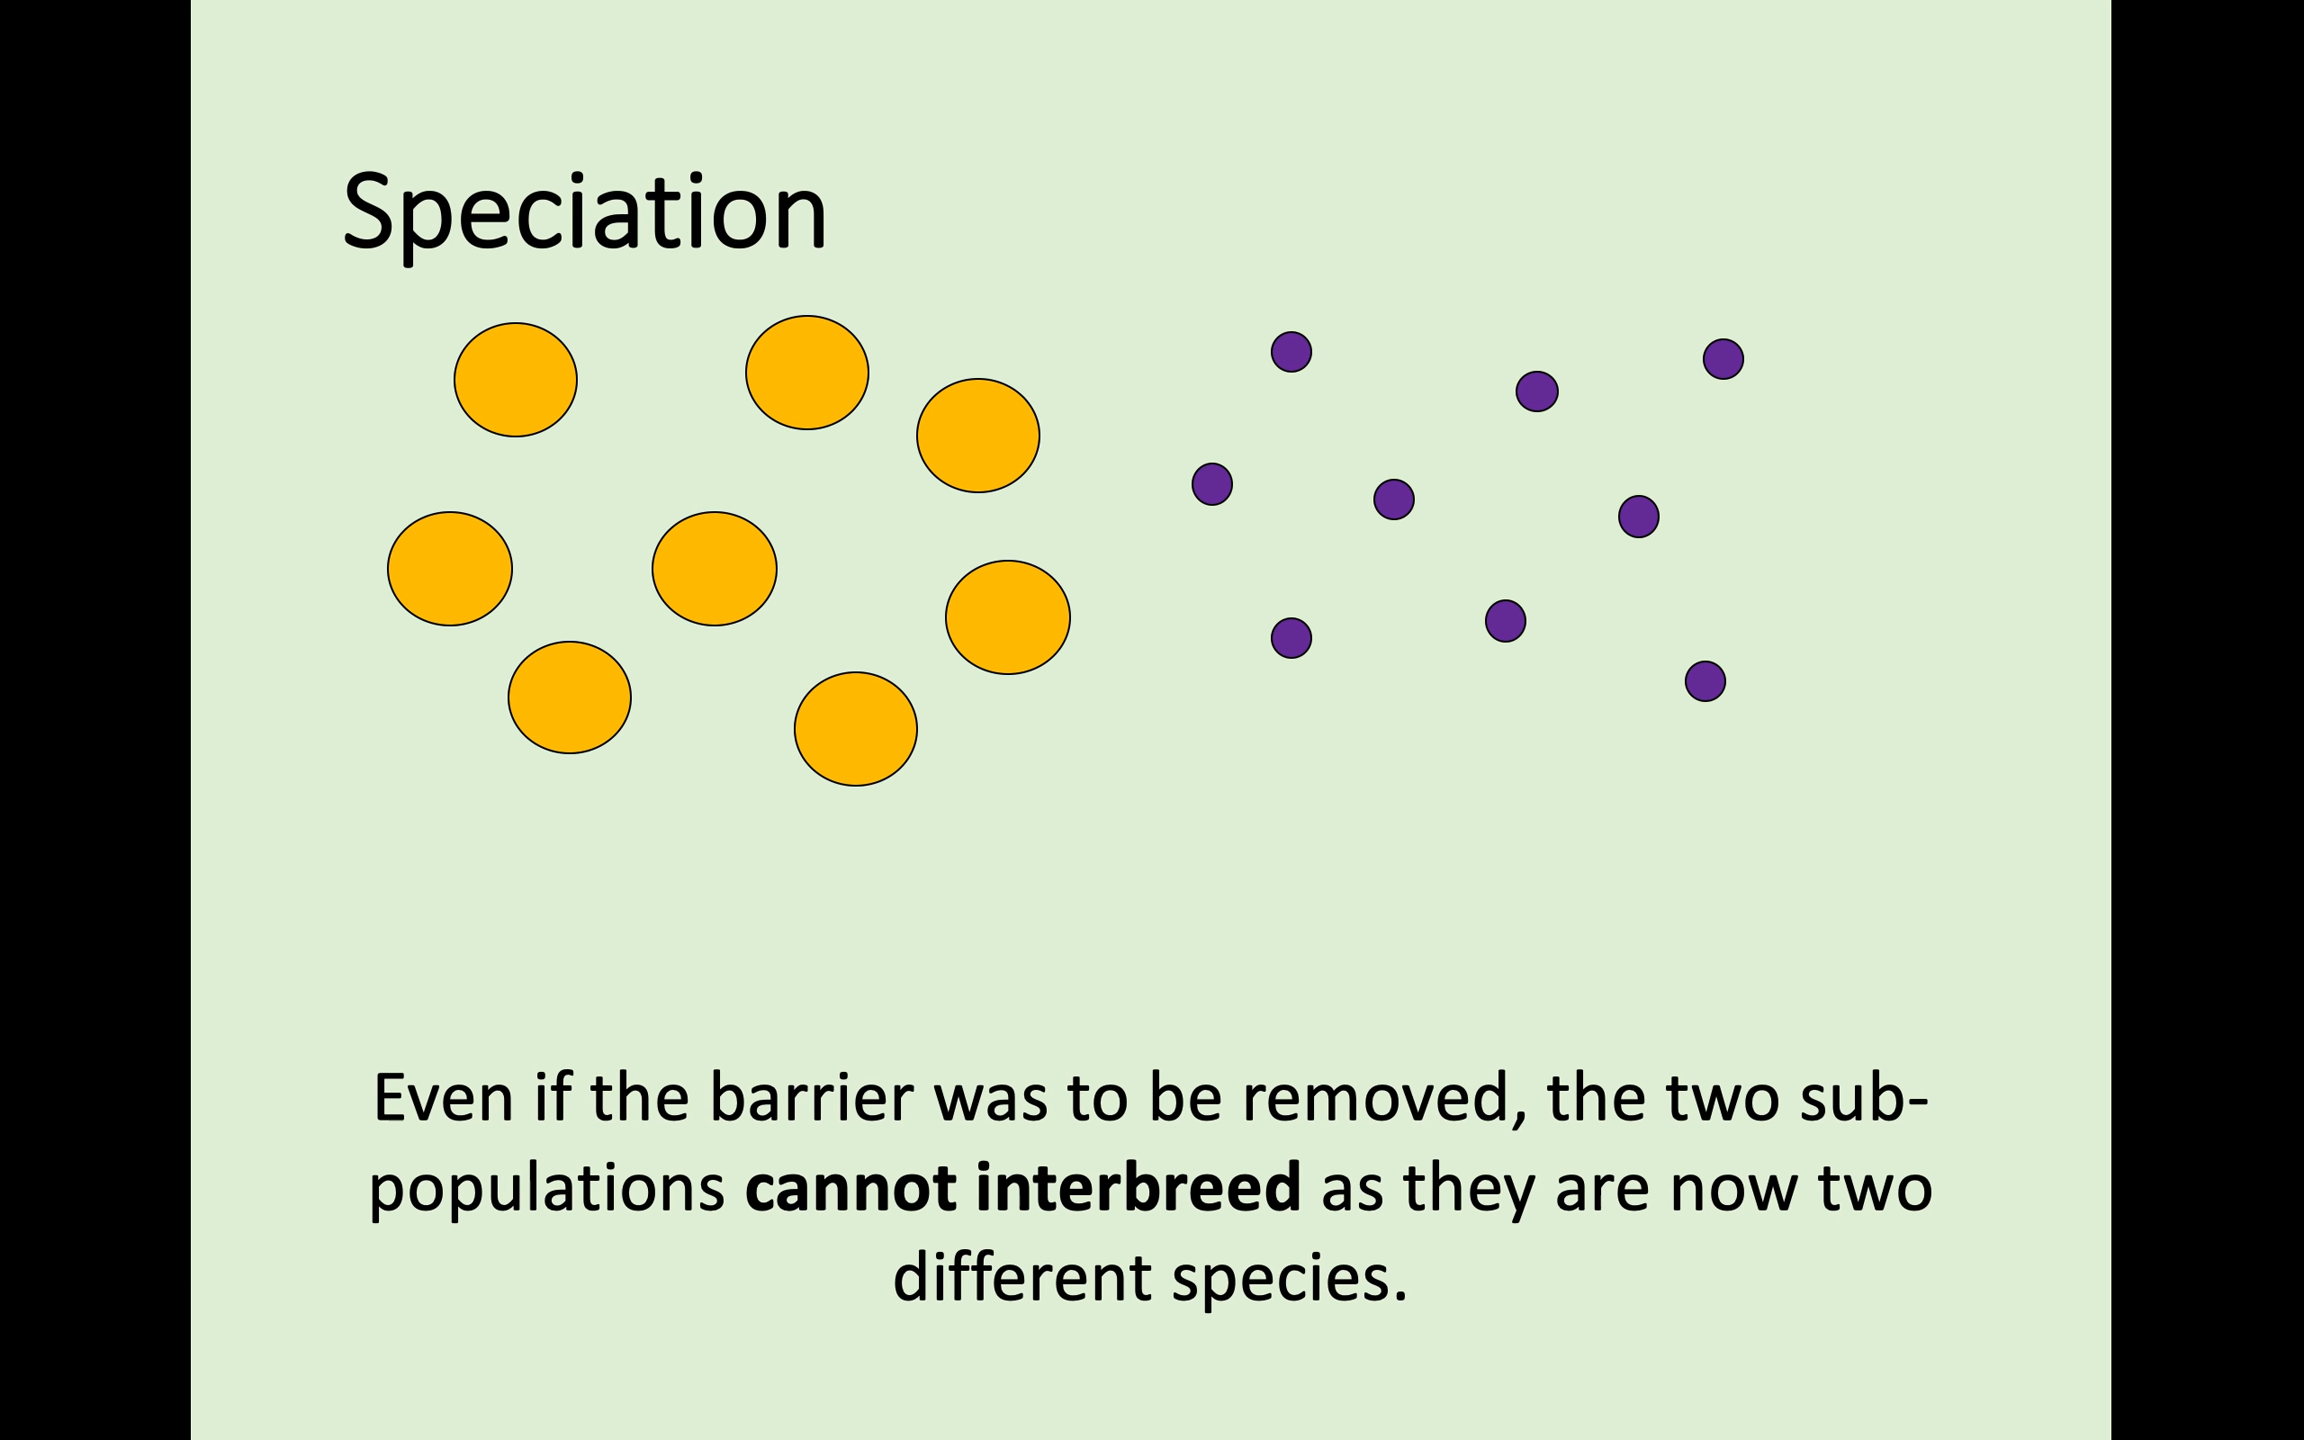 Speciation
Even if the barrier was to be removed, the two sub-
populations cannot interbreed as they are now two
different species.